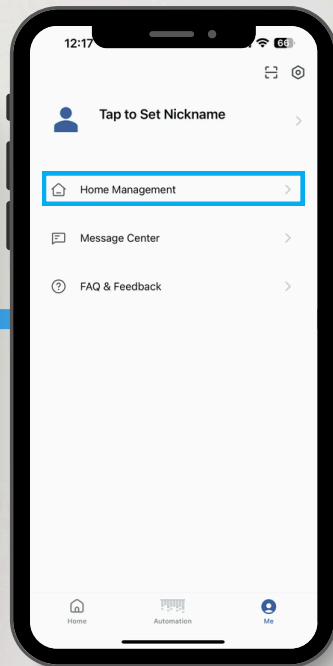 12:17
66
Tap to Set Nickname
Home Management
Message Center
FAQ & Feedback
Home
Automation
Me